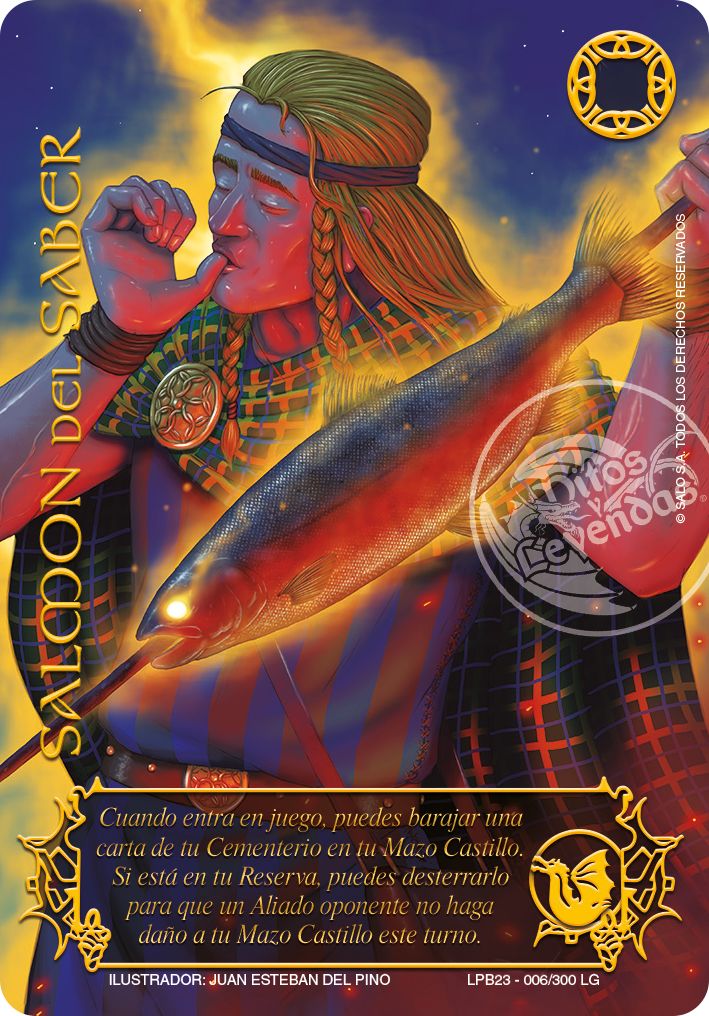 SALMON DEL SABER
© SALO S.A. TODOS LOS DERECHOS RESERVADOS
Mitos
y
Leyendas®
Cuando entra en juego, puedes barajar una
carta de tu Cementerio en tu Mazo Castillo.
Si está en tu Reserva, puedes desterrarlo
para que un Aliado oponente no haga
daño a tu Mazo Castillo este turno.
ILUSTRADOR: JUAN ESTEBAN DEL PINO
LPB23 - 006/300 LG